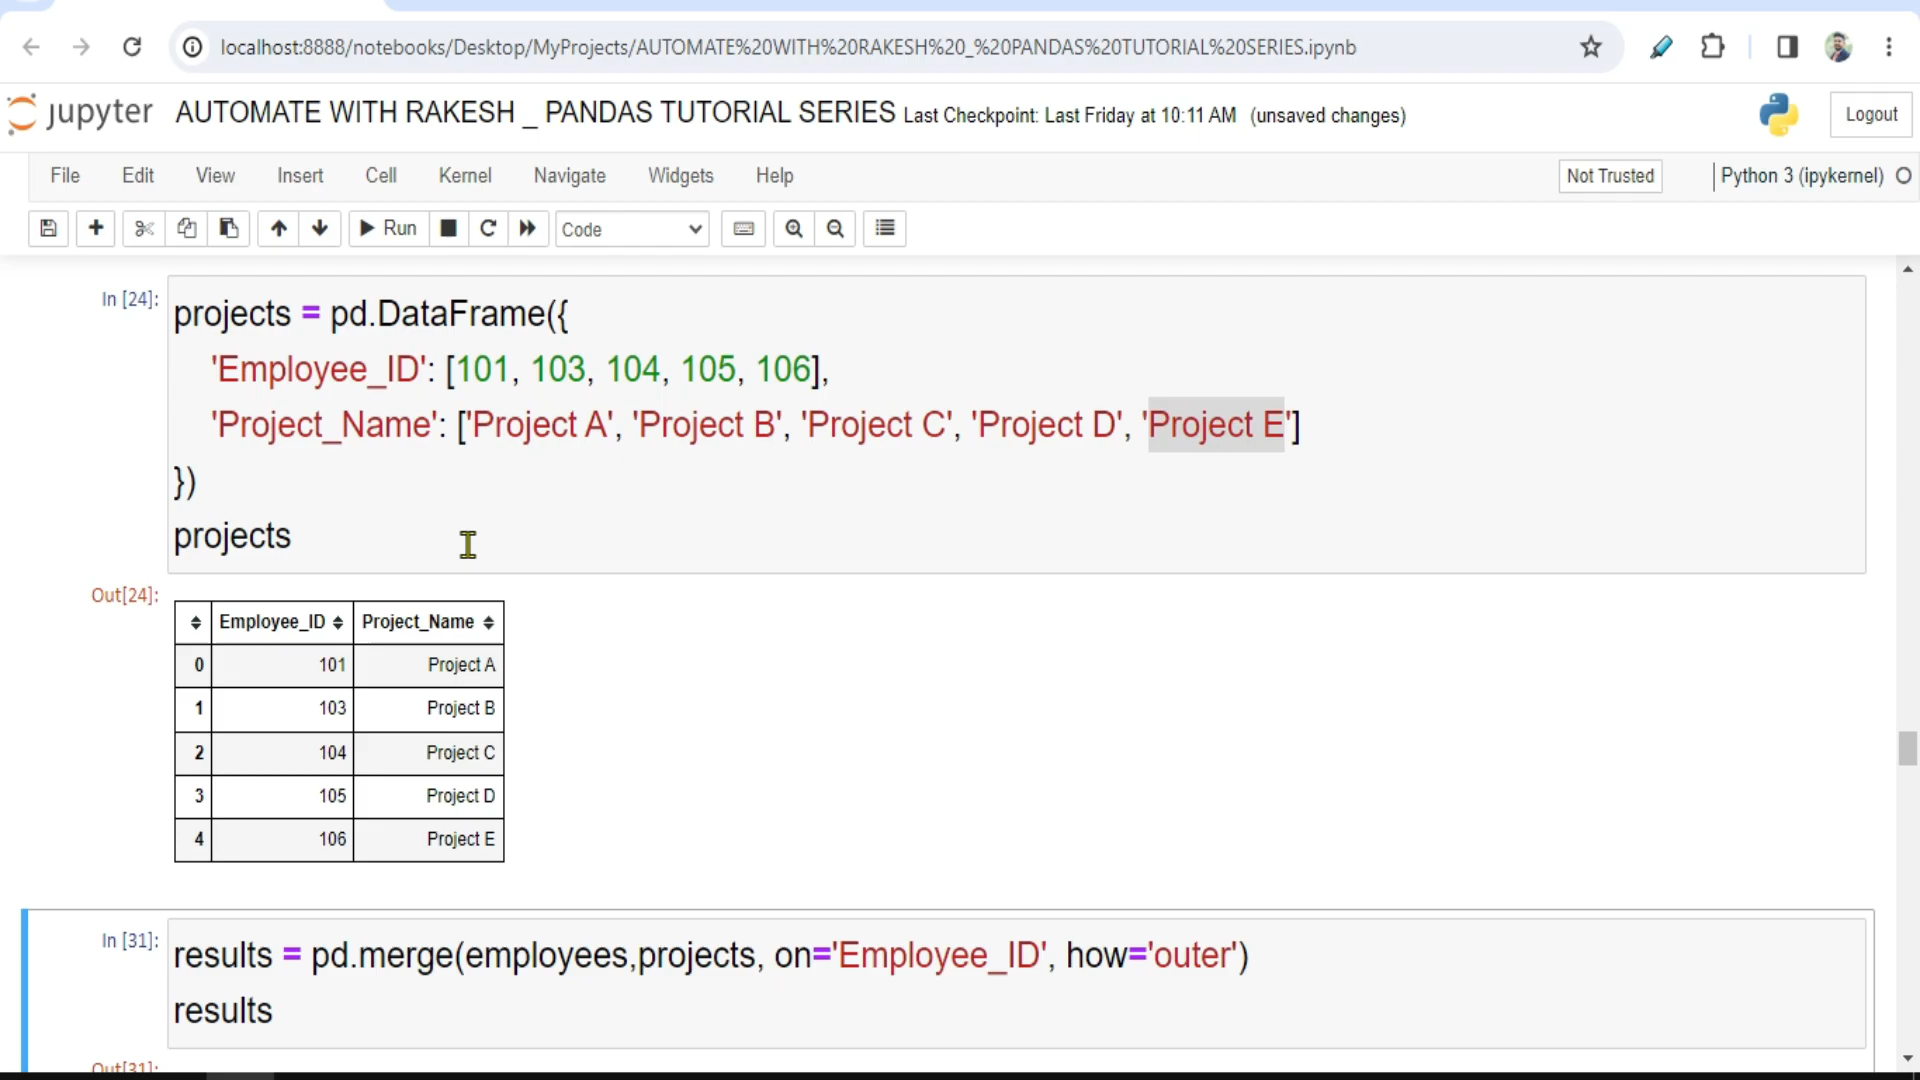 localhost:8888/notebooks/Desktop/MyProjects/AUTOMATE%20WITH%20RAKESH%20_%20PANDAS%20TUTORIAL%20SERIES.ipynb
jupyter AUTOMATE WITH RAKESH _ PANDAS TUTORIAL SERIES Last Checkpoint: Last Friday at 10:11 AM (unsaved changes) Logout
File Edit View Insert Cell Kernel Navigate Widgets Help Not Trusted Python 3 (ipykernel)
Run Code
In [24]: projects = pd.DataFrame({
'Employee_ID': [101, 103, 104, 105, 106],
'Project_Name': ['Project A', 'Project B', 'Project C', 'Project D', 'Project E']
})
projects
Out[24]:
Employee_ID Project_Name
0 101 Project A
1 103 Project B
2 104 Project C
3 105 Project D
4 106 Project E
In [31]: results = pd.merge(employees,projects, on='Employee_ID', how='outer')
results
Out[31]: